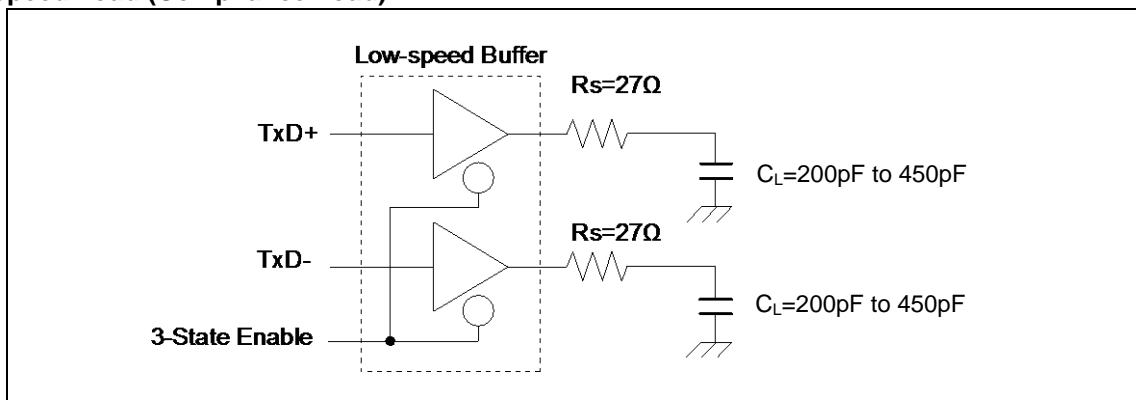 Low-speed Buffer
Rs=27Ω
TxD+
CL=200pF to 450pF
Rs=27Ω
TxD-
CL=200pF to 450pF
3-State Enable